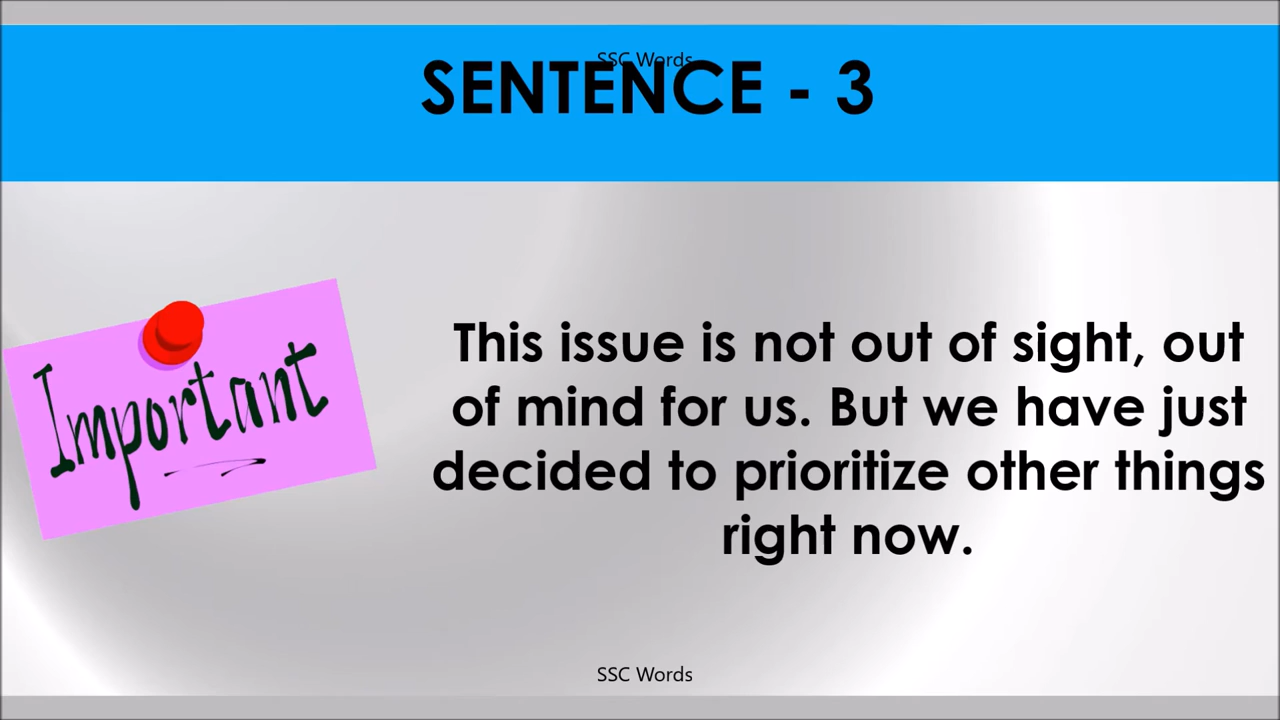 SSC Words
SENTENCE - 3
Important
This issue is not out of sight, out
of mind for us. But we have just
decided to prioritize other things
right now.
SSC Words